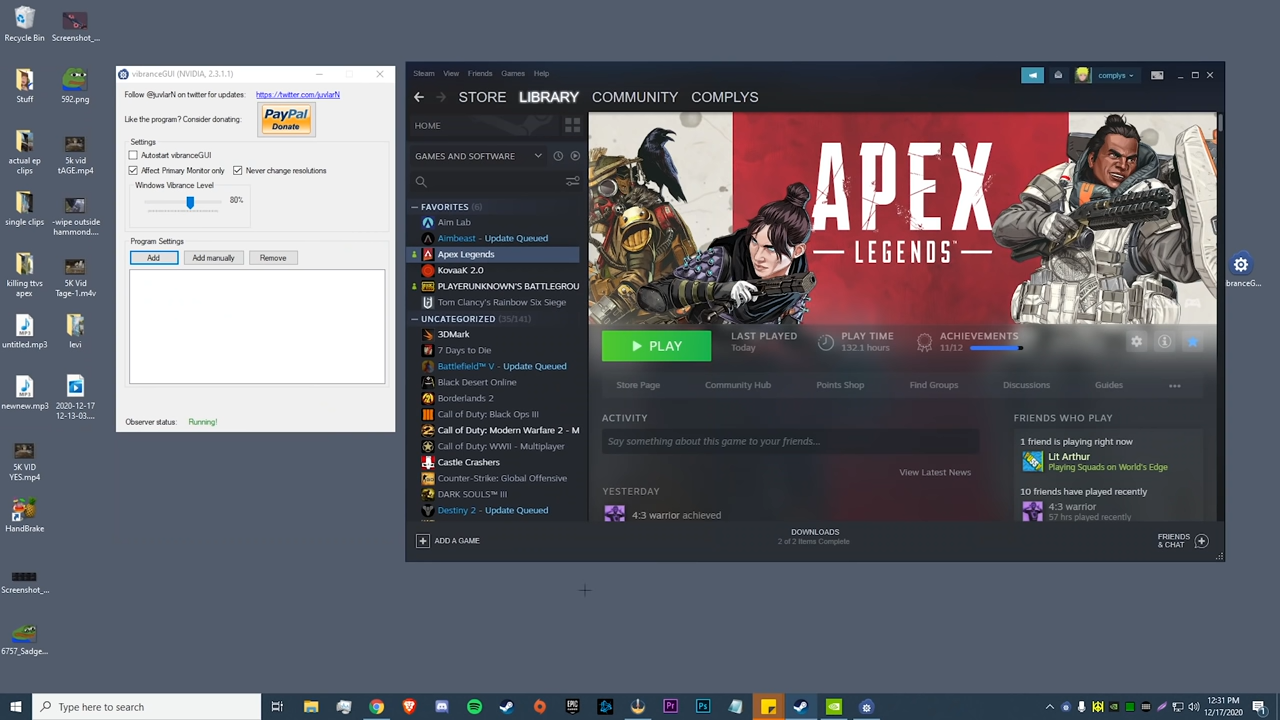 Recycle Bin
Screenshot_...
Stuff
592.png
actual ep
clips
5k vid
tAGE.mp4
single clips
-wipe outside
hammond....
killing ttvs
apex
5k vid
Tage-1.44v
untitled.mp3
levi
newnew.mp3
2020-12-17
12-13-03....
5K VID
YES.mp4
HandBrake
Screenshot_...
6757_Sadge...
vibranceGUI (NVIDIA, 2.3.1.1)
Follow @juvlarN on twitter for updates:
https://twitter.com/juvlarN
Like the program? Consider donating:
PayPal
Donate
Settings
Autostart vibranceGUI
Affect Primary Monitor only
Never change resolutions
Windows Vibrance Level
80%
Program Settings
Add
Add manually
Remove
Observer status:
Running!
Steam
View
Friends
Games
Help
complys
STORE
LIBRARY
COMMUNITY
COMPLYS
HOME
GAMES AND SOFTWARE
FAVORITES (6)
Aim Lab
Aimbeast - Update Queued
Apex Legends
KovaaK 2.0
PLAYERUNKNOWN'S BATTLEGROU
Tom Clancy's Rainbow Six Siege
UNCATEGORIZED (35/141)
3DMark
7 Days to Die
Battlefield™ V - Update Queued
Black Desert Online
Borderlands 2
Call of Duty: Black Ops III
Call of Duty: Modern Warfare 2 - M
Call of Duty: WWII - Multiplayer
Castle Crashers
Counter-Strike: Global Offensive
DARK SOULS™ III
Destiny 2 - Update Queued
APEX
LEGENDS™
PLAY
LAST PLAYED
Today
PLAY TIME
132.1 hours
ACHIEVEMENTS
11/12
Store Page
Community Hub
Points Shop
Find Groups
Discussions
Guides
ACTIVITY
Say something about this game to your friends...
View Latest News
YESTERDAY
4:3 warrior achieved
FRIENDS WHO PLAY
1 friend is playing right now
Lit Arthur
Playing Squads on World's Edge
10 friends have played recently
4:3 warrior
57 hrs played recently
ADD A GAME
DOWNLOADS
2 of 2 Items Complete
FRIENDS
& CHAT
ibranceG...
Type here to search
12:31 PM
12/17/2020